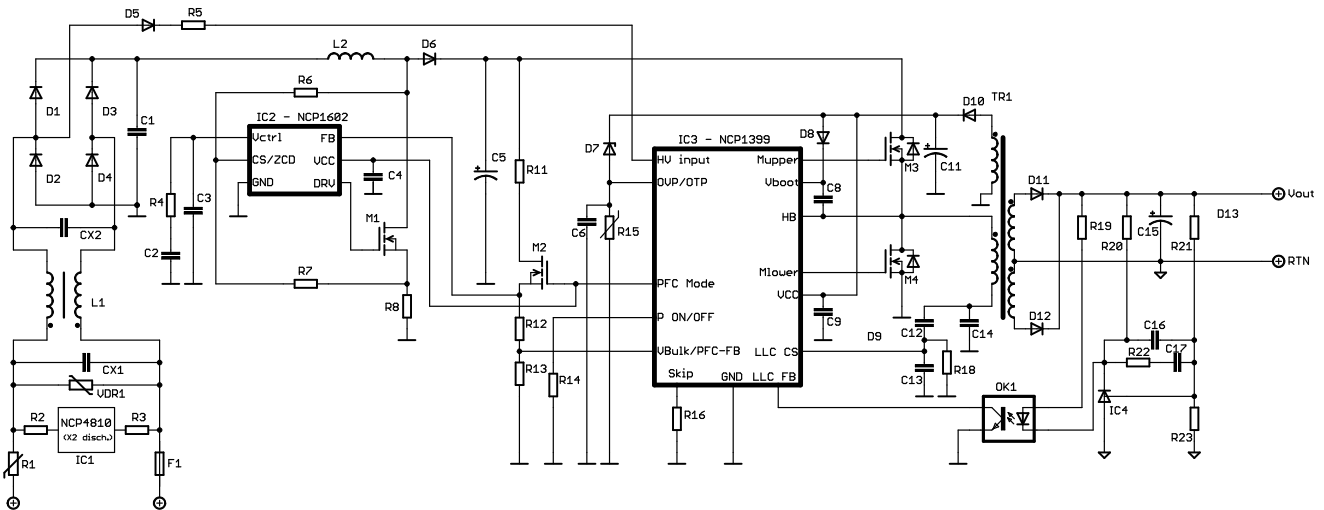 D5
R5
L2
D6
R6
D1
D3
C1
IC2 - NCP1602
Vctrl
FB
CS/ZCD
VCC
GND
DRV
D2
D4
C4
R4
C3
C2
CX2
M1
R7
R8
L1
CX1
VDR1
R2
NCP4810
(X2 disch.)
R3
IC1
R1
F1
C5
R11
M2
R12
R13
R14
D7
C6
R15
IC3 - NCP1399
HV input
Mupper
OVP/OTP
Vboot
HB
Mlower
PFC Mode
VCC
P ON/OFF
VBulk/PFC-FB
LLC CS
Skip
GND
LLC FB
R16
D8
C8
M3
C11
D10
TR1
M4
C9
D9
C12
C14
C13
R18
OK1
D11
D12
R19
R20
C15
R21
D13
Vout
RTN
C16
R22
C17
IC4
R23